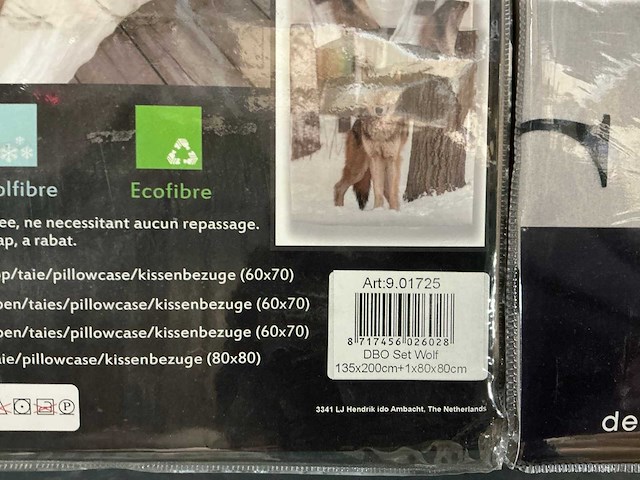 olfibre
Ecofibre
ee, ne necessitant aucun repassage.
ap, a rabat.
op/taie/pillowcase/kissenbezuge (60x70)
pen/taies/pillowcase/kissenbezuge (60x70)
pen/taies/pillowcase/kissenbezuge (60x70)
aie/pillowcase/kissenbezuge (80x80)
Art:9.01725
8 717456 026028
DBO Set Wolf
135x200cm+1x80x80cm
3341 LJ Hendrik ido Ambacht, The Netherlands
P
de